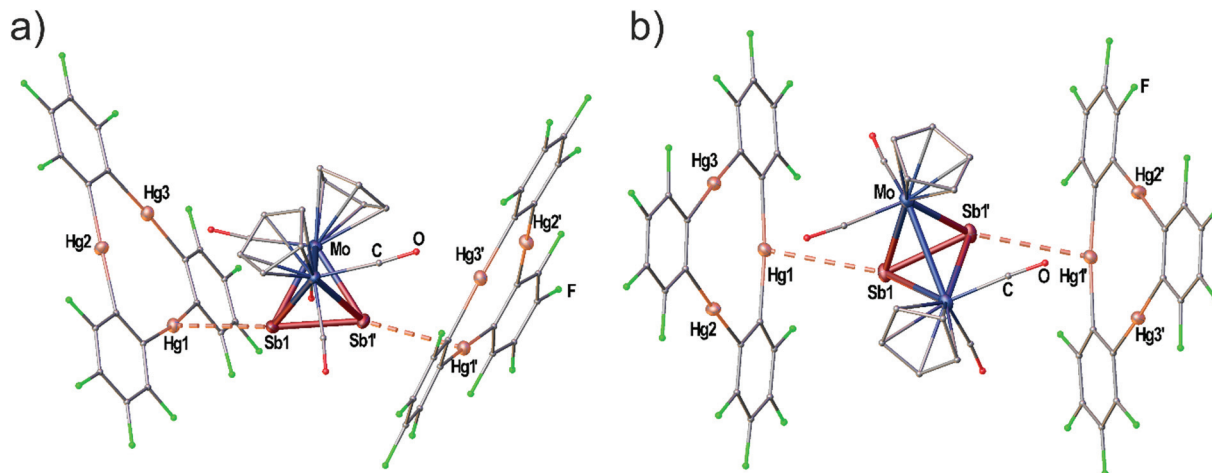 a)
b)
Hg3
Hg2
Hg1
Mo
C
O
Sb1
Sb1'
Hg3'
Hg2'
Hg1'
F
Hg3
Hg1
Hg2
Mo
Sb1'
Sb1
C
O
F
Hg2'
Hg1'
Hg3'